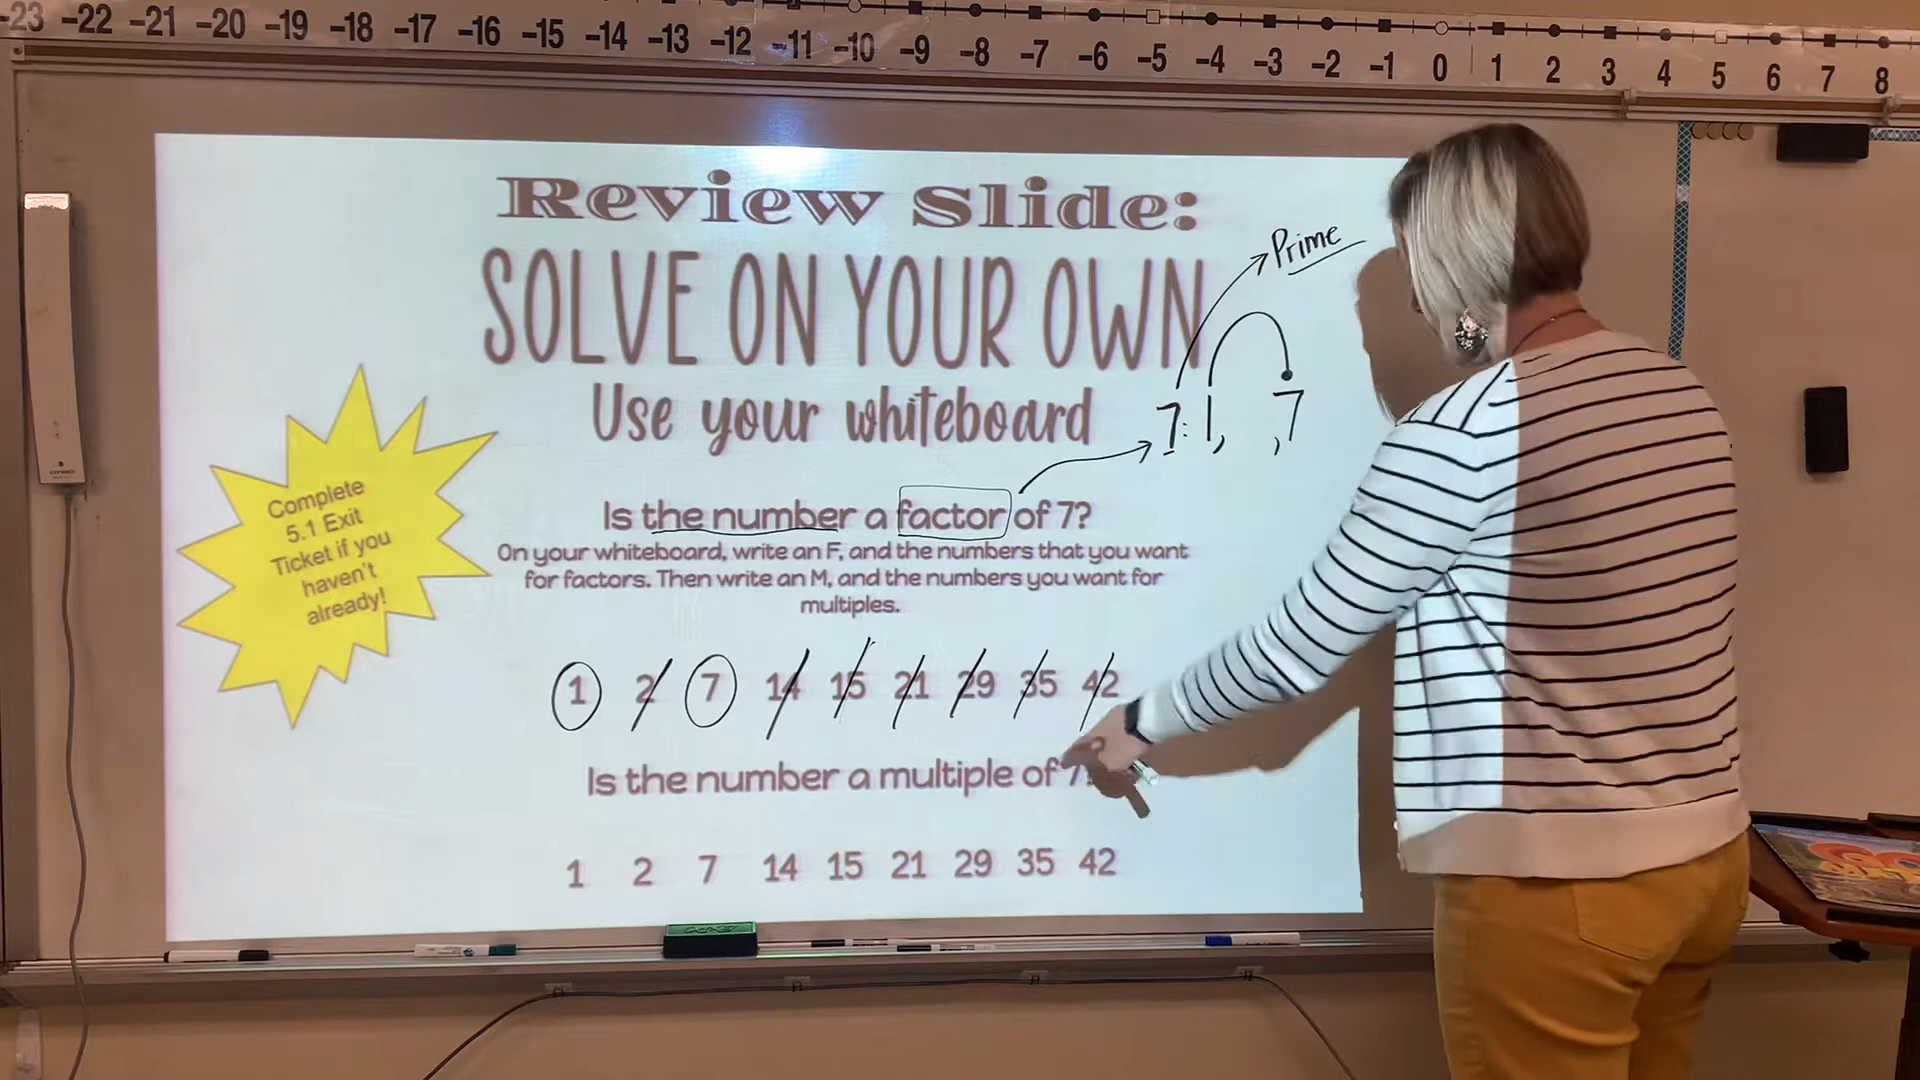 -23 -22 -21 -20 -19 -18 -17 -16 -15 -14 -13 -12 -11 -10 -9 -8 -7 -6 -5 -4 -3 -2 -1 0 1 2 3 4 5 6 7 8
Review Slide:
SOLVE ON YOUR OWN
Use your whiteboard
Prime
7: 1, ,7
Complete
5.1 Exit
Ticket if you
haven't
already!
Is the number a factor of 7?
On your whiteboard, write an F, and the numbers that you want
for factors. Then write an M, and the numbers you want for
multiples.
1 2 7 14 15 21 29 35 42
Is the number a multiple of 7
1 2 7 14 15 21 29 35 42
GO